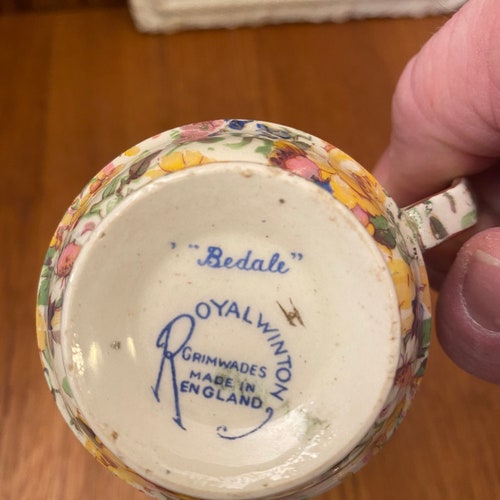 "Bedale"
ROYAL WINTON
GRIMWADES
MADE IN
ENGLAND